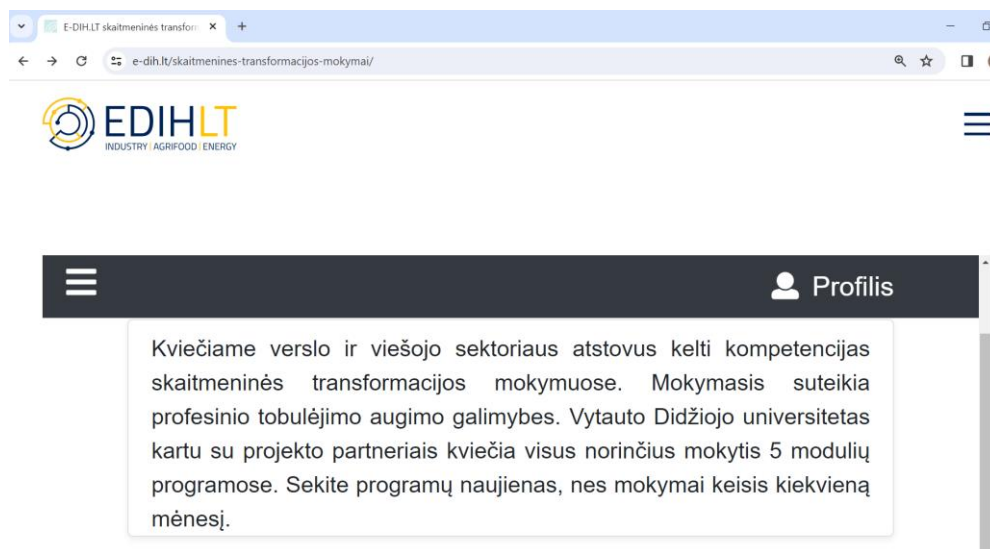 E-DIH.LT skaitmeninės transform
e-dih.lt/skaitmenines-transformacijos-mokymai/
EDIHLT
INDUSTRY | AGRIFOOD | ENERGY
Profilis
Kviečiame verslo ir viešojo sektoriaus atstovus kelti kompetencijas
skaitmeninės transformacijos mokymuose. Mokymasis suteikia
profesinio tobulėjimo augimo galimybes. Vytauto Didžiojo universitetas
kartu su projekto partneriais kviečia visus norinčius mokytis 5 modulių
programose. Sekite programų naujienas, nes mokymai keisis kiekvieną
mėnesį.